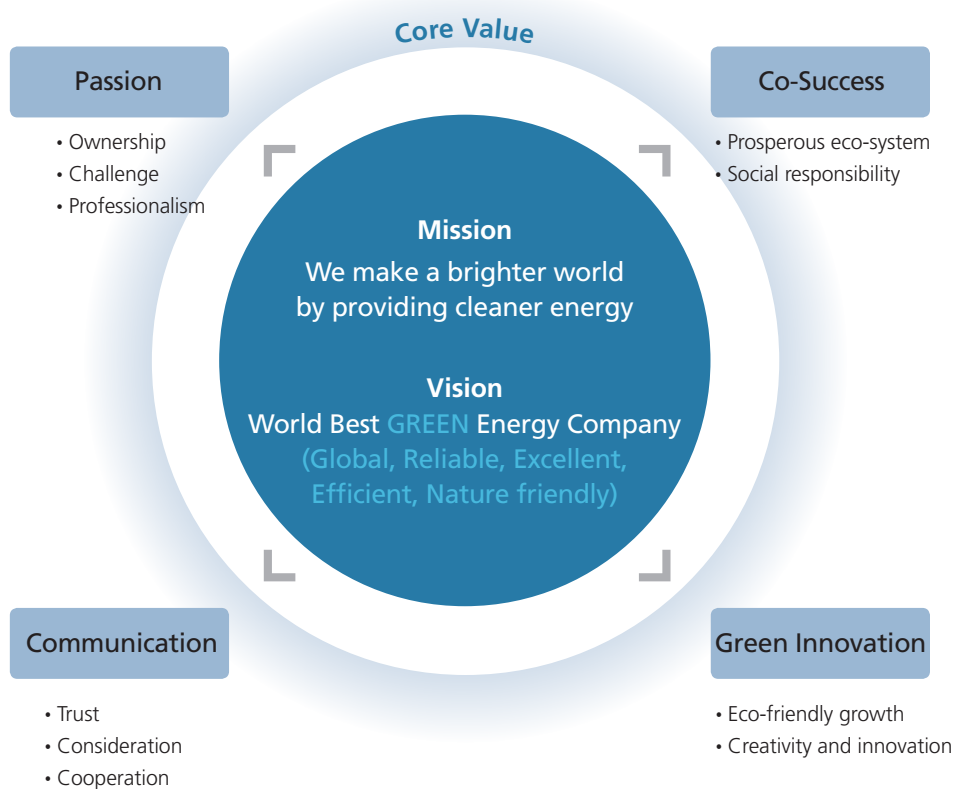 Core Value
Passion
• Ownership
• Challenge
• Professionalism
Co-Success
• Prosperous eco-system
• Social responsibility
Mission
We make a brighter world
by providing cleaner energy
Vision
World Best GREEN Energy Company
(Global, Reliable, Excellent,
Efficient, Nature friendly)
Communication
• Trust
• Consideration
• Cooperation
Green Innovation
• Eco-friendly growth
• Creativity and innovation